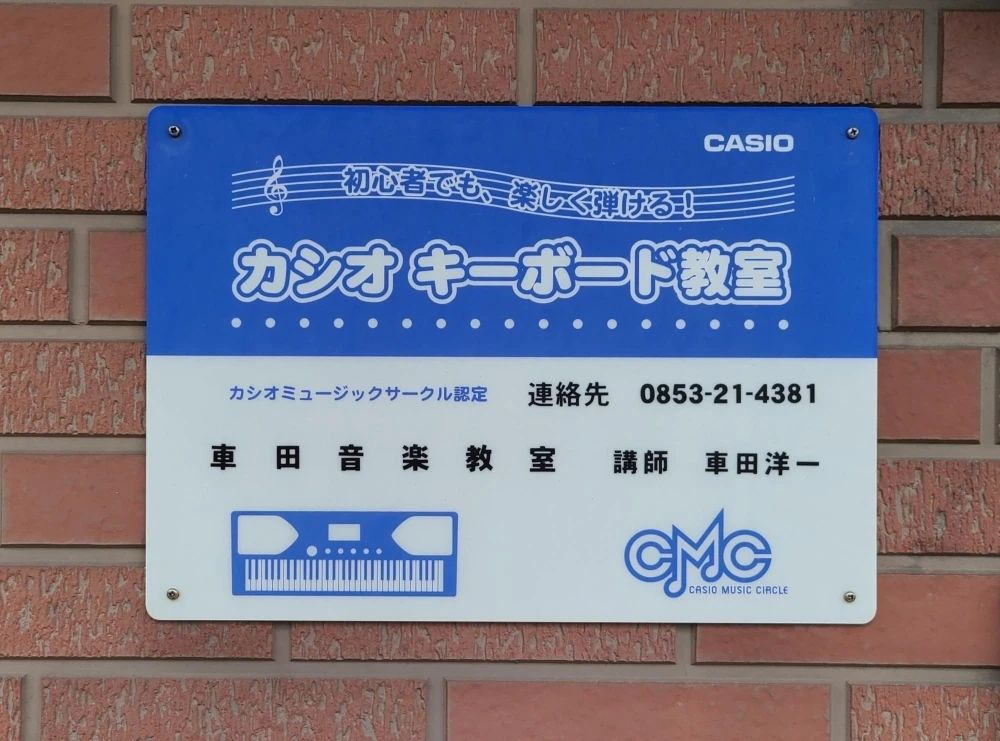 CASIO
初心者でも、楽しく弾ける!
カシオ キーボード教室
カシオミュージックサークル認定 連絡先 0853-21-4381
車田音楽教室 講師 車田洋一
CMC
CASIO MUSIC CIRCLE